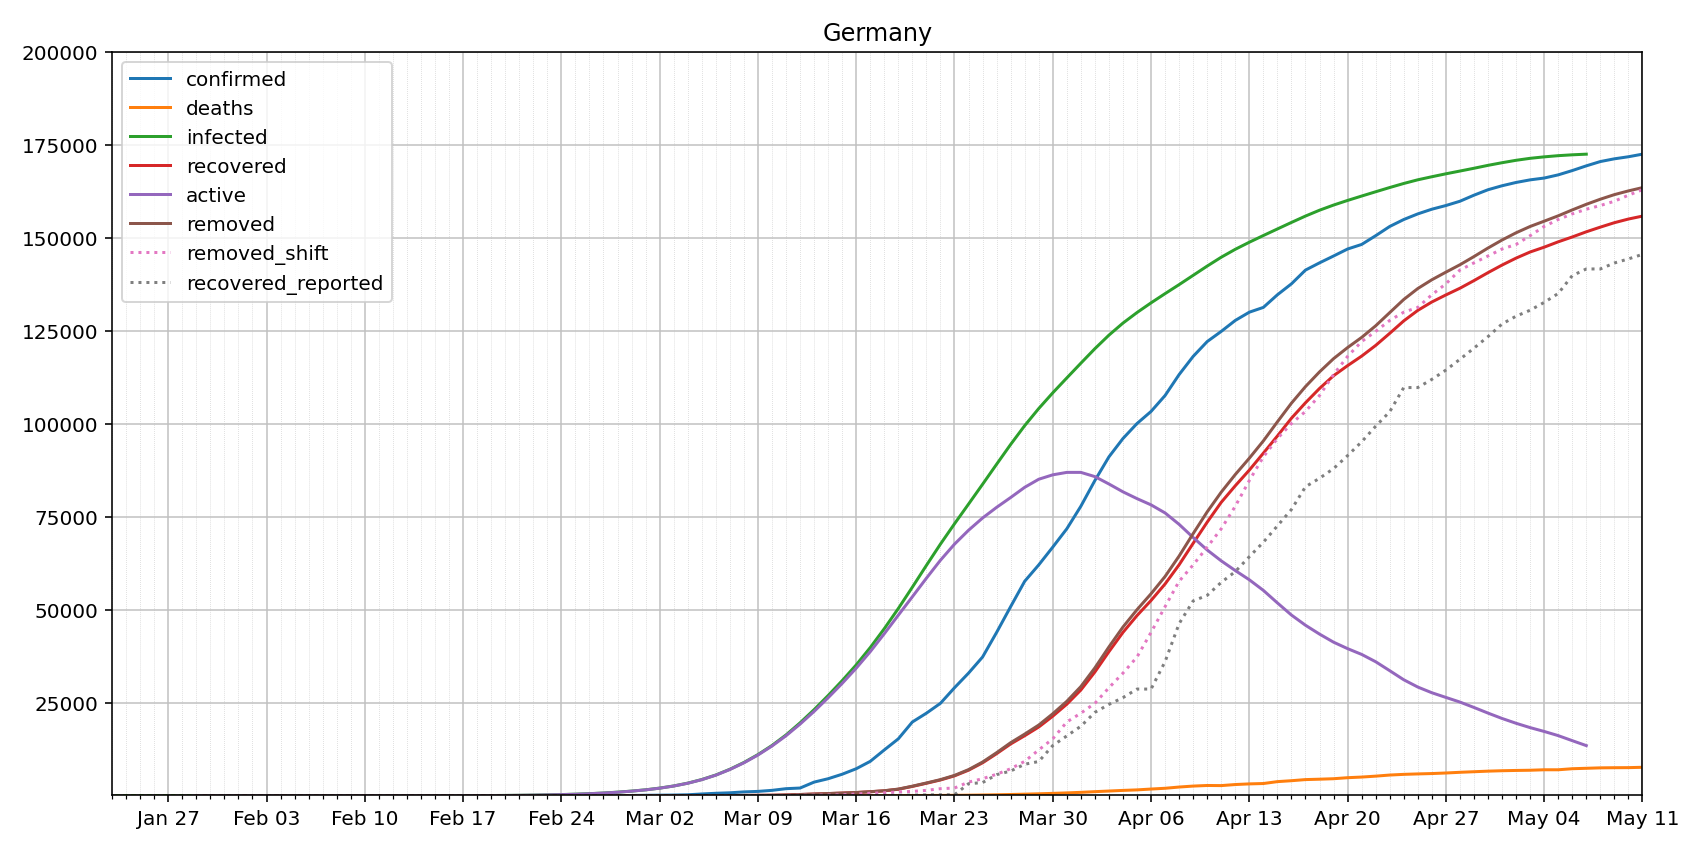 Germany
200000
175000
150000
125000
100000
75000
50000
25000
confirmed
deaths
infected
recovered
active
removed
removed_shift
recovered_reported
Jan 27 Feb 03 Feb 10 Feb 17 Feb 24 Mar 02 Mar 09 Mar 16 Mar 23 Mar 30 Apr 06 Apr 13 Apr 20 Apr 27 May 04 May 11